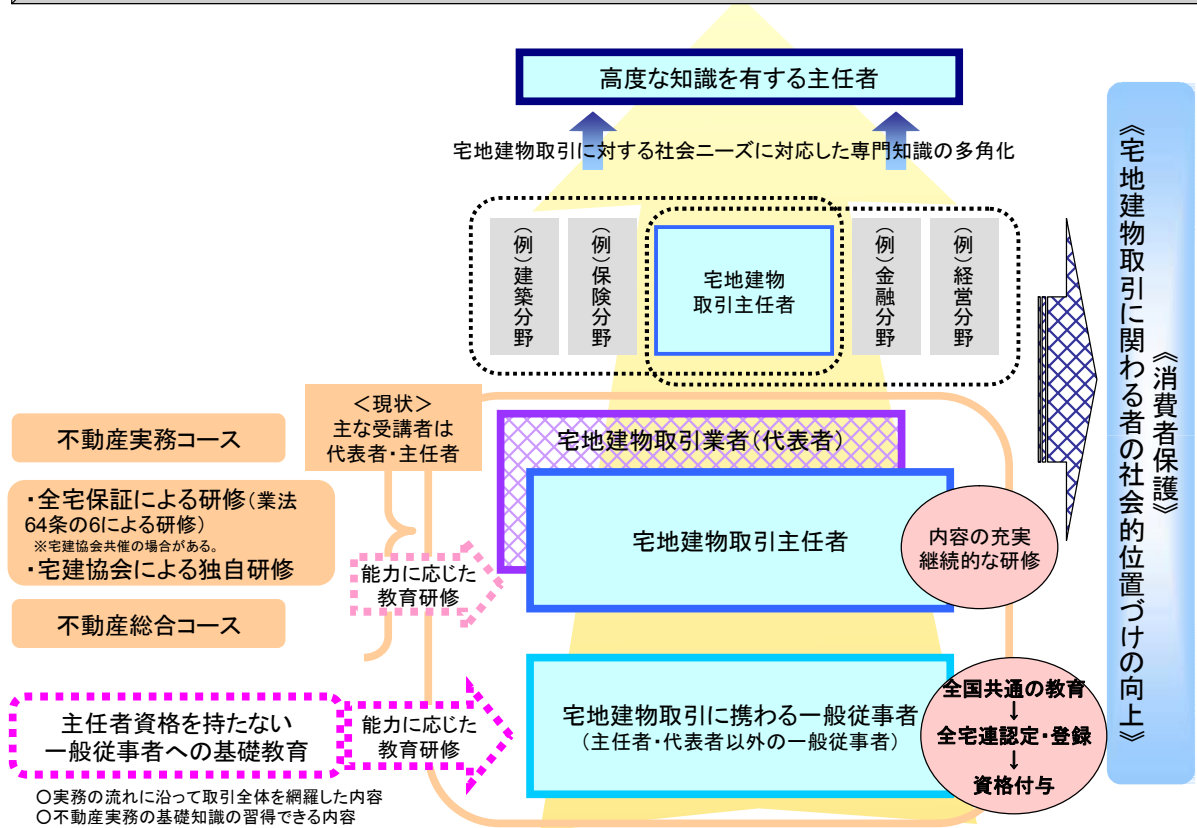 高度な知識を有する主任者
宅地建物取引に対する社会ニーズに対応した専門知識の多角化
(例)建築分野
(例)保険分野
宅地建物
取引主任者
(例)金融分野
(例)経営分野
《消費者保護》
《宅地建物取引に関わる者の社会的位置づけの向上》
<現状>
主な受講者は
代表者・主任者
不動産実務コース
・全宅保証による研修(業法
64条の6による研修)
※宅建協会共催の場合がある。
・宅建協会による独自研修
不動産総合コース
能力に応じた
教育研修
宅地建物取引業者(代表者)
宅地建物取引主任者
内容の充実
継続的な研修
主任者資格を持たない
一般従事者への基礎教育
能力に応じた
教育研修
宅地建物取引に携わる一般従事者
(主任者・代表者以外の一般従事者)
全国共通の教育
↓
全宅連認定・登録
↓
資格付与
○実務の流れに沿って取引全体を網羅した内容
○不動産実務の基礎知識の習得できる内容